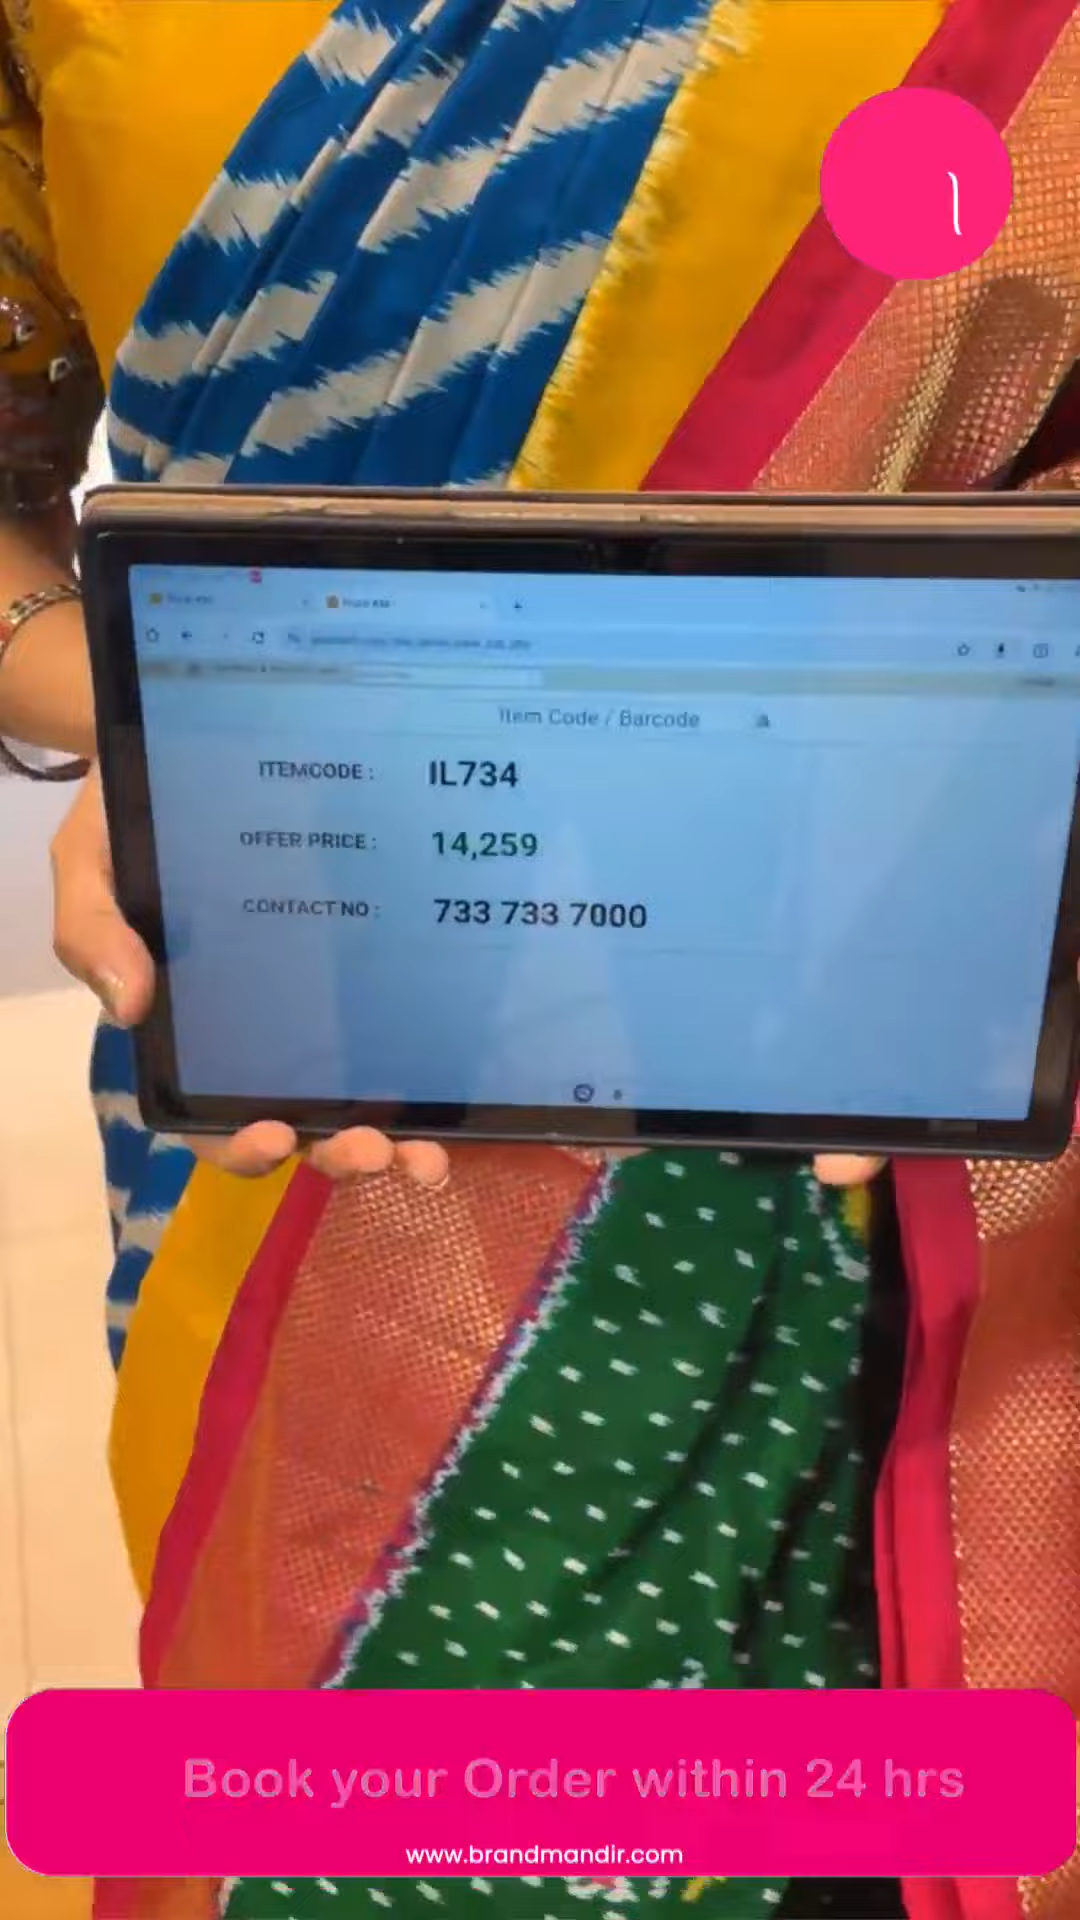 Item Code / Barcode
ITEMCODE : IL734
OFFER PRICE : 14,259
CONTACT NO : 733 733 7000
Book your Order within 24 hrs
www.brandmandir.com